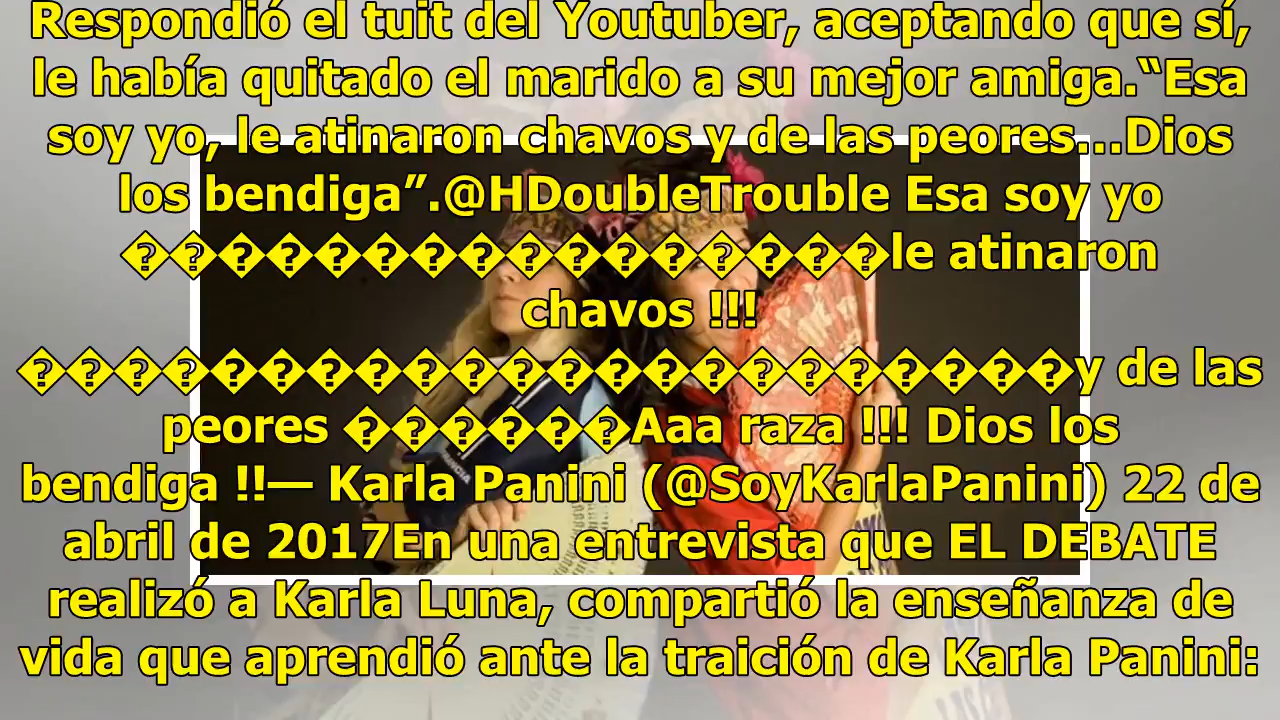 Respondió el tuit del Youtuber, aceptando que sí,
le había quitado el marido a su mejor amiga.“Esa
soy yo, le atinaron chavos y de las peores...Dios
los bendiga”.@HDoubleTrouble Esa soy yo
����������������le atinaron
chavos !!!
����������������������y de las
peores ������Aaa raza !!! Dios los
bendiga !!— Karla Panini (@SoyKarlaPanini) 22 de
abril de 2017En una entrevista que EL DEBATE
realizó a Karla Luna, compartió la enseñanza de
vida que aprendió ante la traición de Karla Panini: